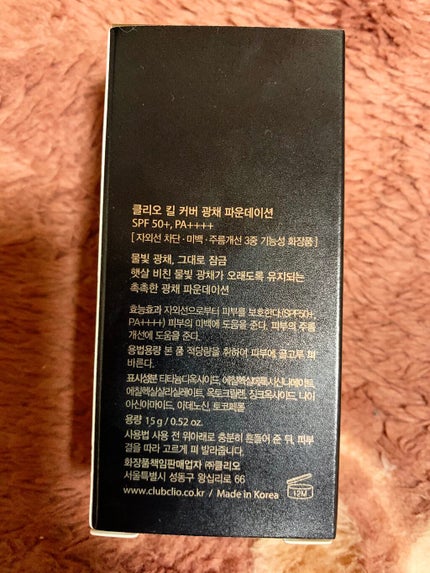 클리오 킬 커버 광채 파운데이션
SPF 50+, PA++++
[ 자외선 차단 · 미백 · 주름개선 3중 기능성 화장품 ]
물빛 광채, 그대로 잠금
햇살 비친 물빛 광채가 오래도록 유지되는
촉촉한 광채 파운데이션
효능효과 자외선으로부터 피부를 보호한다.(SPF50+,
PA++++) 피부의 미백에 도움을 준다. 피부의 주름
개선에 도움을 준다.
용법용량 본 품 적당량을 취하여 피부에 골고루 펴
바른다.
표시성분 티타늄디옥사이드, 에칠헥실메톡시신나메이트,
에칠헥실살리실레이트, 옥토크릴렌, 징크옥사이드, 나이
아신아마이드, 아데노신, 토코페롤
용량 15 g / 0.52 oz.
사용법 사용 전 위아래로 충분히 흔들어 준 뒤, 피부
결을 따라 고르게 펴 발라줍니다.
화장품책임판매업자 ㈜클리오
서울특별시 성동구 왕십리로 66
www.clubclio.co.kr / Made in Korea
12M